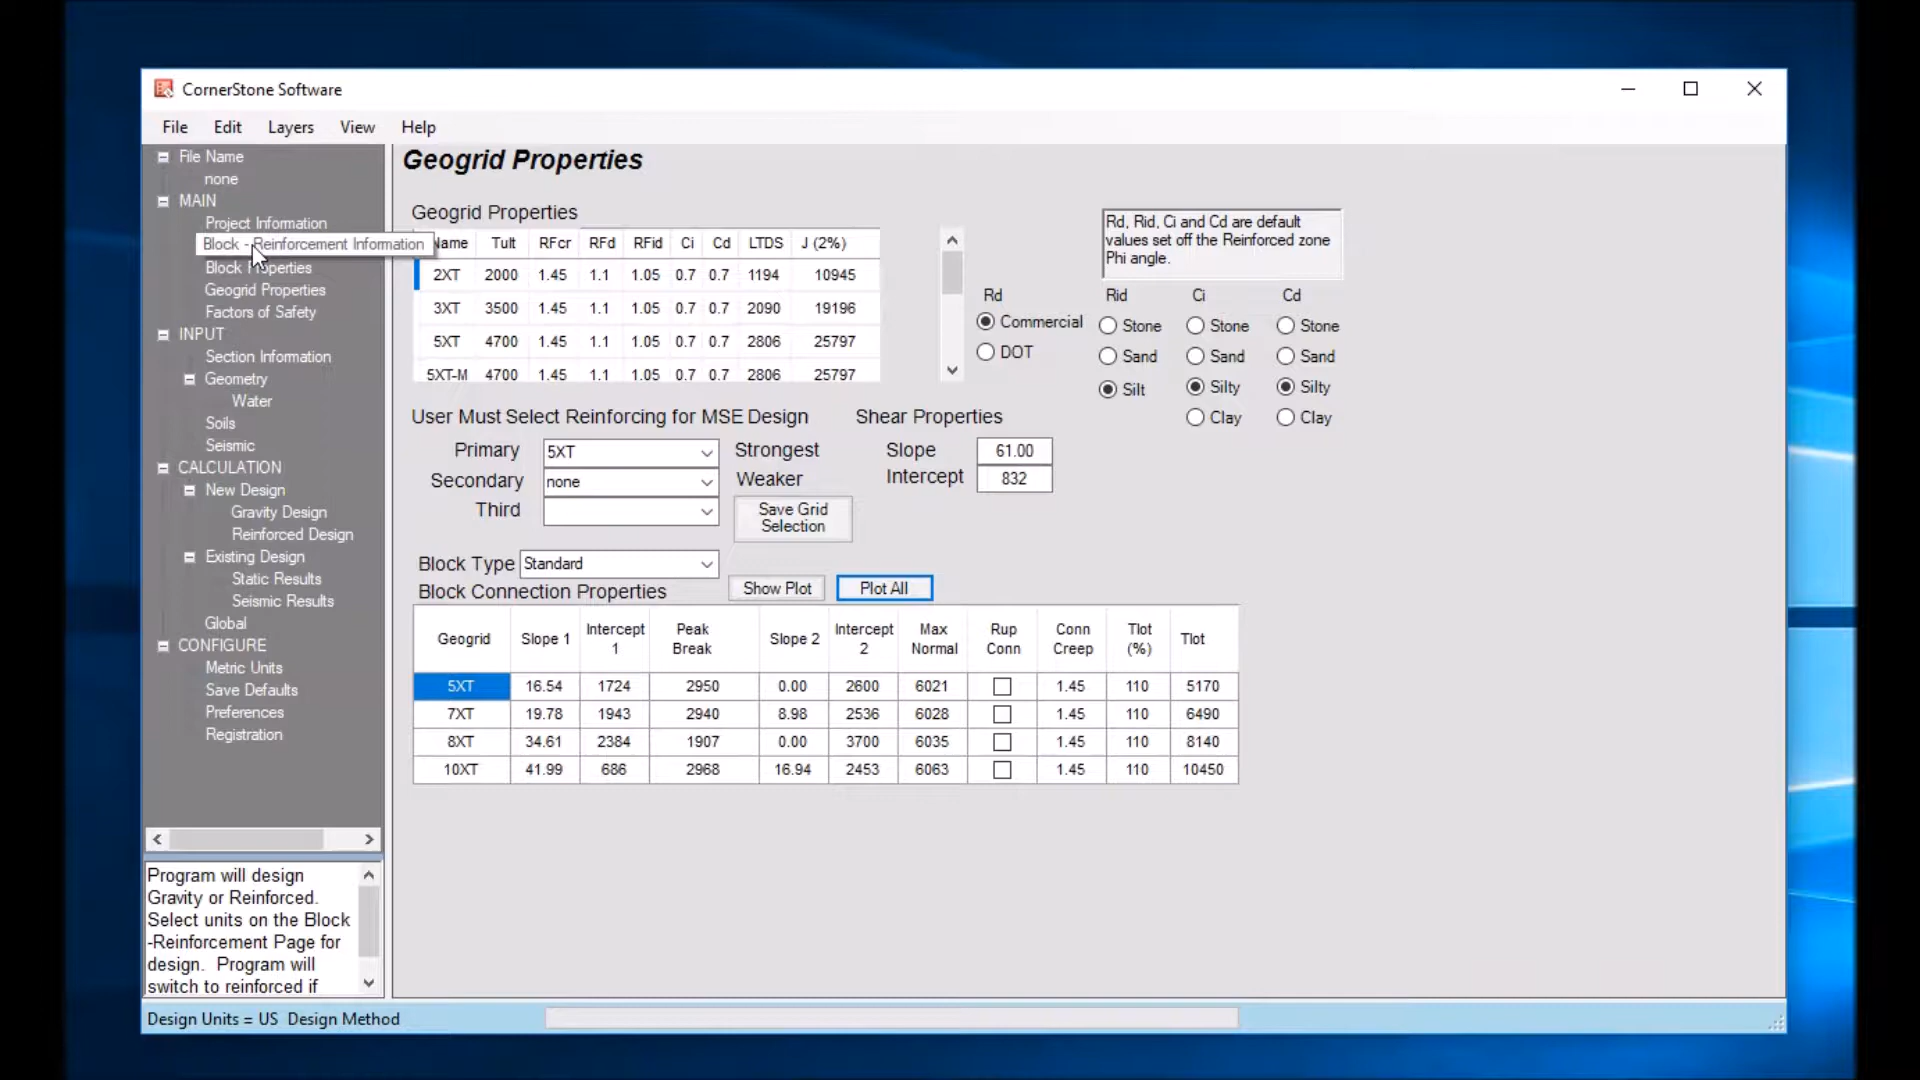 CornerStone Software
File Edit Layers View Help
File Name
none
MAIN
Project Information
Block - Reinforcement Information
Block Properties
Geogrid Properties
Factors of Safety
INPUT
Section Information
Geometry
Water
Soils
Seismic
CALCULATION
New Design
Gravity Design
Reinforced Design
Existing Design
Static Results
Seismic Results
Global
CONFIGURE
Metric Units
Save Defaults
Preferences
Registration
Program will design
Gravity or Reinforced.
Select units on the Block
-Reinforcement Page for
design. Program will
switch to reinforced if
Geogrid Properties
Geogrid Properties
Name Tult RFcr RFd RFid Ci Cd LTDS J (2%)
2XT 2000 1.45 1.1 1.05 0.7 0.7 1194 10945
3XT 3500 1.45 1.1 1.05 0.7 0.7 2090 19196
5XT 4700 1.45 1.1 1.05 0.7 0.7 2806 25797
5XT-M 4700 1.45 1.1 1.05 0.7 0.7 2806 25797
Rd, Rid, Ci and Cd are default
values set off the Reinforced zone
Phi angle.
Rd Rid Ci Cd
Commercial Stone Stone Stone
DOT Sand Sand Sand
Silt Silty Silty
Clay Clay
User Must Select Reinforcing for MSE Design Shear Properties
Primary 5XT Strongest Slope 61.00
Secondary none Weaker Intercept 832
Third Save Grid
Selection
Block Type Standard
Block Connection Properties Show Plot Plot All
Geogrid Slope 1 Intercept 1 Peak Break Slope 2 Intercept 2 Max Normal Rup Conn Conn Creep Tlot (%) Tlot
5XT 16.54 1724 2950 0.00 2600 6021 1.45 110 5170
7XT 19.78 1943 2940 8.98 2536 6028 1.45 110 6490
8XT 34.61 2384 1907 0.00 3700 6035 1.45 110 8140
10XT 41.99 686 2968 16.94 2453 6063 1.45 110 10450
Design Units = US Design Method